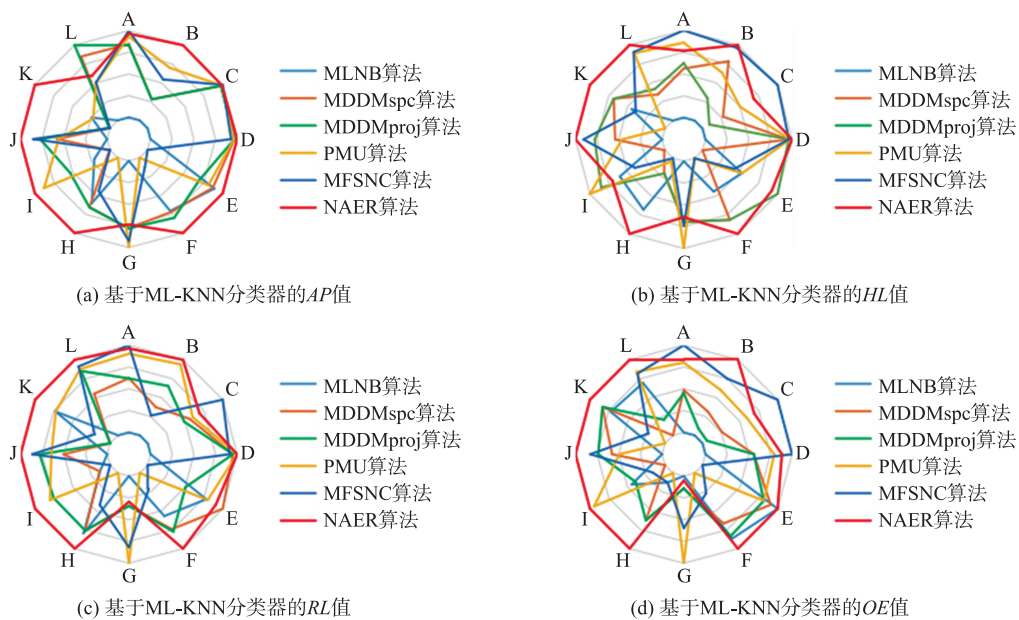 A
B
C
D
E
F
G
H
I
J
K
L
MLNB算法
MDDMspc算法
MDDMproj算法
PMU算法
MFSNC算法
NAER算法
(a) 基于ML-KNN分类器的AP值
A
B
C
D
E
F
G
H
I
J
K
L
MLNB算法
MDDMspc算法
MDDMproj算法
PMU算法
MFSNC算法
NAER算法
(b) 基于ML-KNN分类器的HL值
A
B
C
D
E
F
G
H
I
J
K
L
MLNB算法
MDDMspc算法
MDDMproj算法
PMU算法
MFSNC算法
NAER算法
(c) 基于ML-KNN分类器的RL值
A
B
C
D
E
F
G
H
I
J
K
L
MLNB算法
MDDMspc算法
MDDMproj算法
PMU算法
MFSNC算法
NAER算法
(d) 基于ML-KNN分类器的OE值